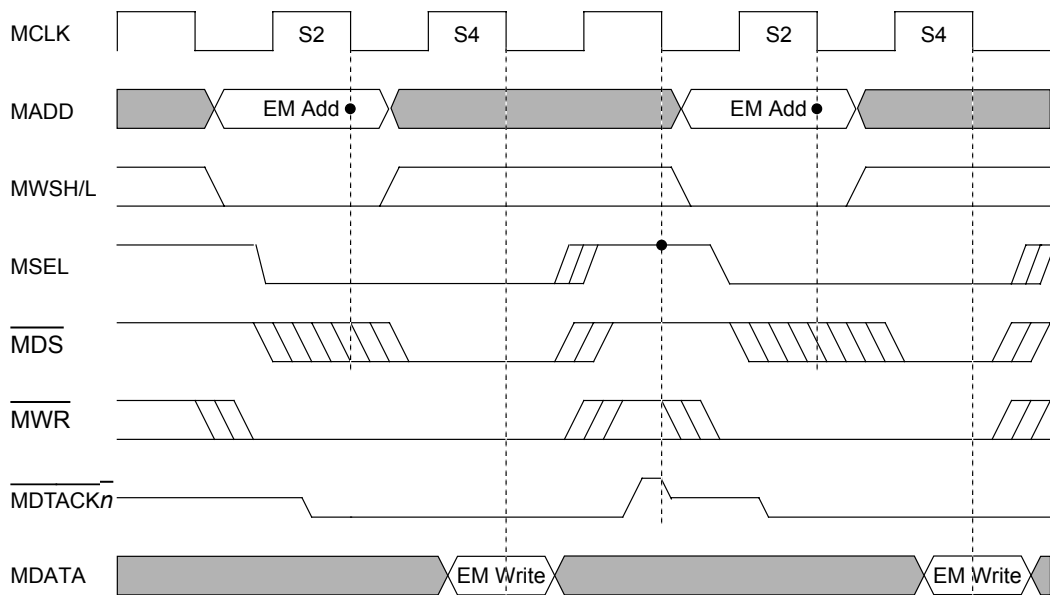 MCLK S2 S4 S2 S4
MADD EM Add EM Add
MWSH/L
MSEL
MDS
MWR
MDTACKn
MDATA EM Write EM Write